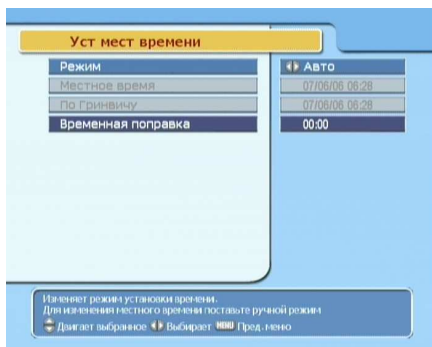 Уст мест времени
Режим Авто
Местное время 07/06/06 06:28
По Гринвичу 07/06/06 06:28
Временная поправка 00:00
Изменяет режим установки времени.
Для изменения местного времени поставьте ручной режим
Двигает выбранное Выбирает MENU Пред. меню